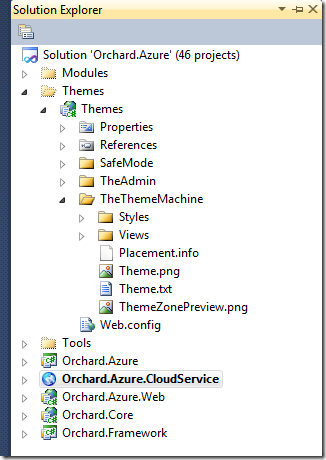 Solution Explorer
Solution 'Orchard.Azure' (46 projects)
Modules
Themes
Themes
Properties
References
SafeMode
TheAdmin
TheThemeMachine
Styles
Views
Placement.info
Theme.png
Theme.txt
ThemeZonePreview.png
Web.config
Tools
Orchard.Azure
Orchard.Azure.CloudService
Orchard.Azure.Web
Orchard.Core
Orchard.Framework